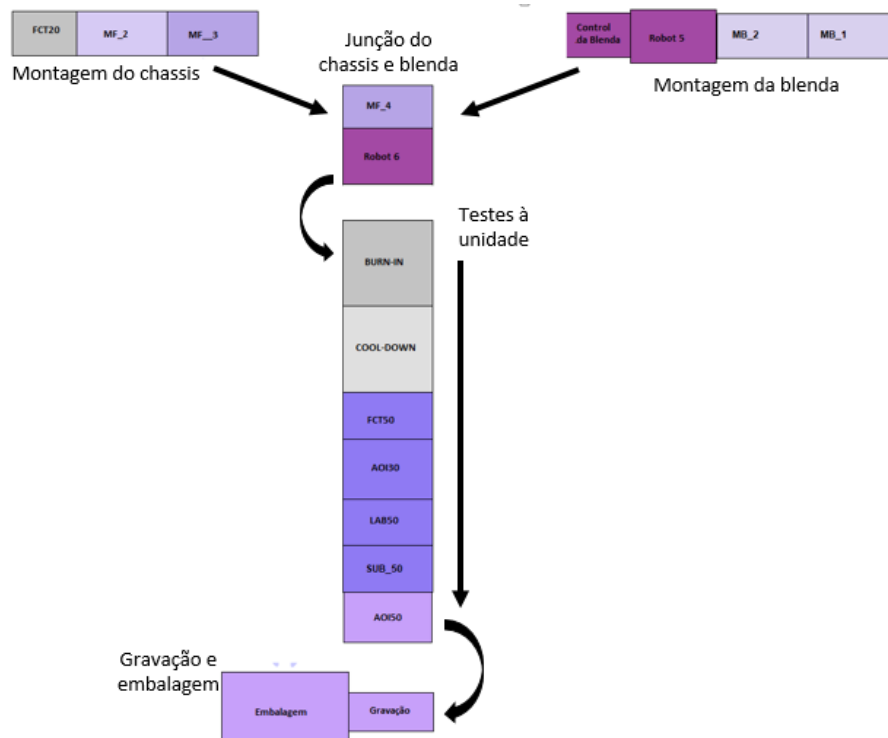 FCT20
MF_2
MF__3
Montagem do chassis
Junção do
chassis e blenda
Control
da Blenda
Robot 5
MB_2
MB_1
Montagem da blenda
MF_4
Robot 6
Testes à
unidade
BURN-IN
COOL-DOWN
FCT50
AOI30
LAB50
SUB_50
AOI50
Gravação e
embalagem
Embalagem
Gravação